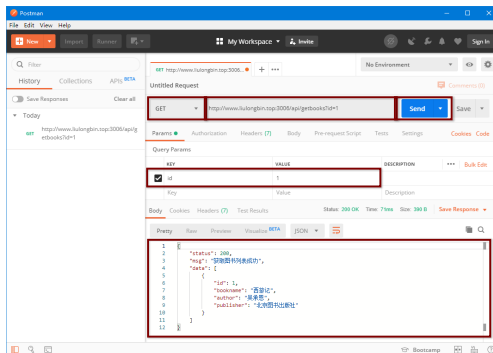 Postman
File Edit View Help
New Import Runner My Workspace Invite Sign In
Filter
History Collections APIs BETA
Save Responses Clear all
Today
GET http://www.liulongbin.top:3006/api/g
etbooks?id=1
GET http://www.liulongbin.top:3006... + ••• No Environment
Untitled Request Comments (0)
GET http://www.liulongbin.top:3006/api/getbooks?id=1 Send Save
Params Authorization Headers (7) Body Pre-request Script Tests Settings Cookies Code
Query Params
KEY VALUE DESCRIPTION ••• Bulk Edit
id 1
Key Value Description
Body Cookies Headers (7) Test Results Status: 200 OK Time: 71ms Size: 398 B Save Response
Pretty Raw Preview Visualize BETA JSON
1 {
2 "status": 200,
3 "msg": "获取图书列表成功",
4 "data": [
5 {
6 "id": 1,
7 "bookname": "西游记",
8 "author": "吴承恩",
9 "publisher": "北京图书出版社"
10 }
11 ]
12 }
Bootcamp